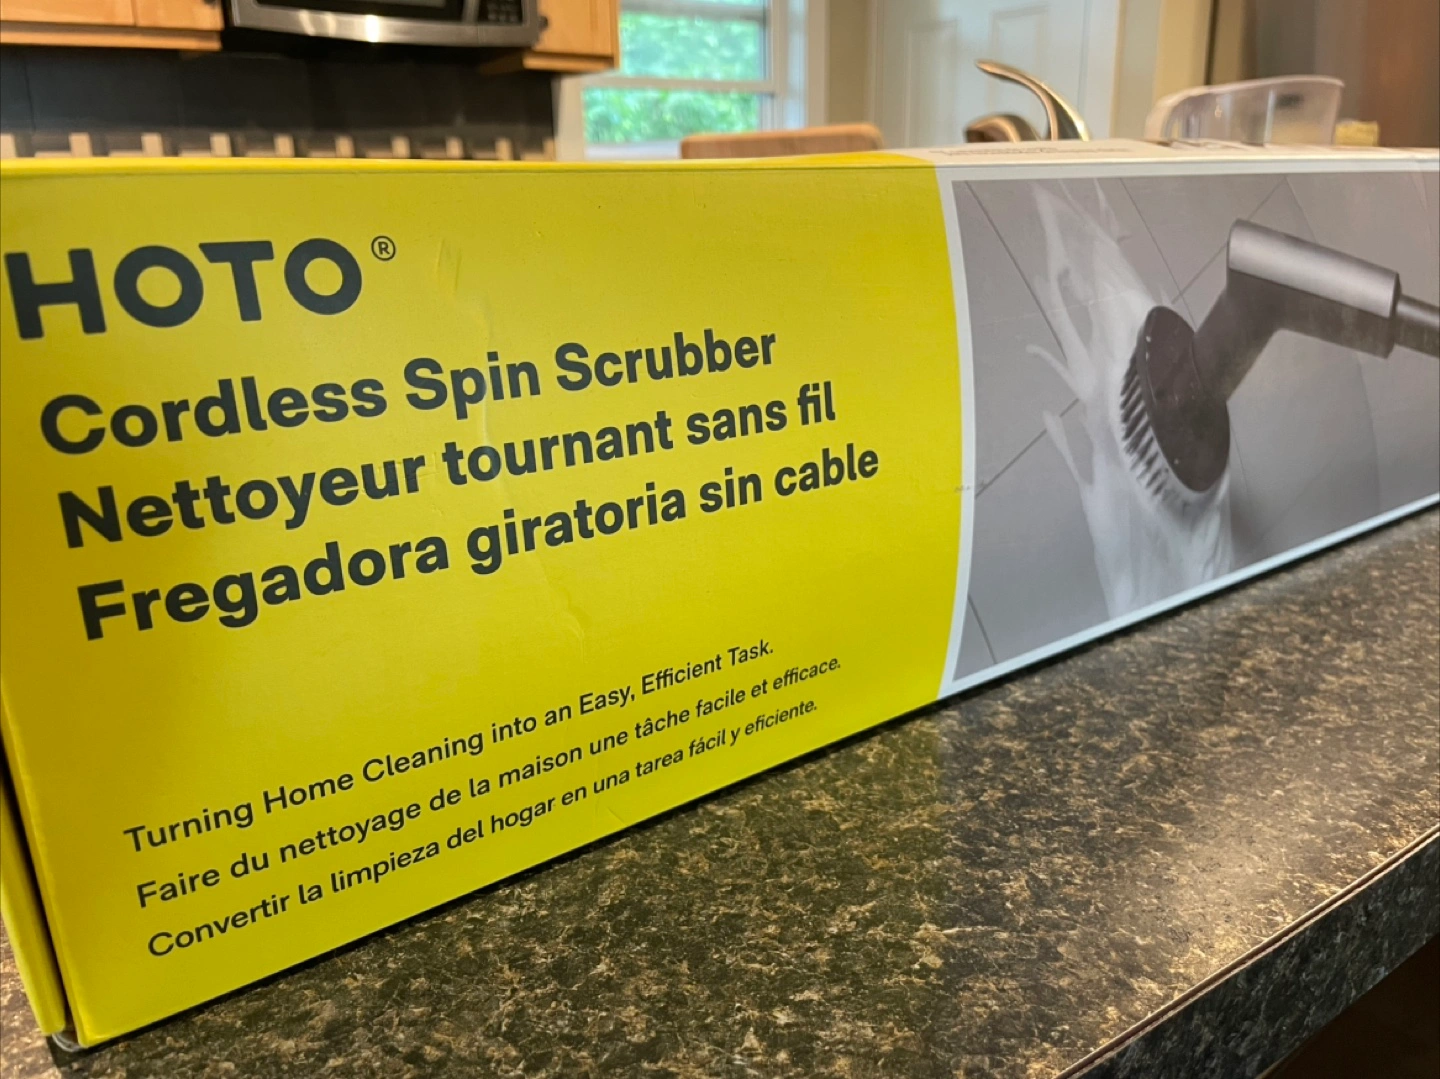 HOTO®
Cordless Spin Scrubber
Nettoyeur tournant sans fil
Fregadora giratoria sin cable
Turning Home Cleaning into an Easy, Efficient Task.
Faire du nettoyage de la maison une tâche facile et efficace.
Convertir la limpieza del hogar en una tarea fácil y eficiente.